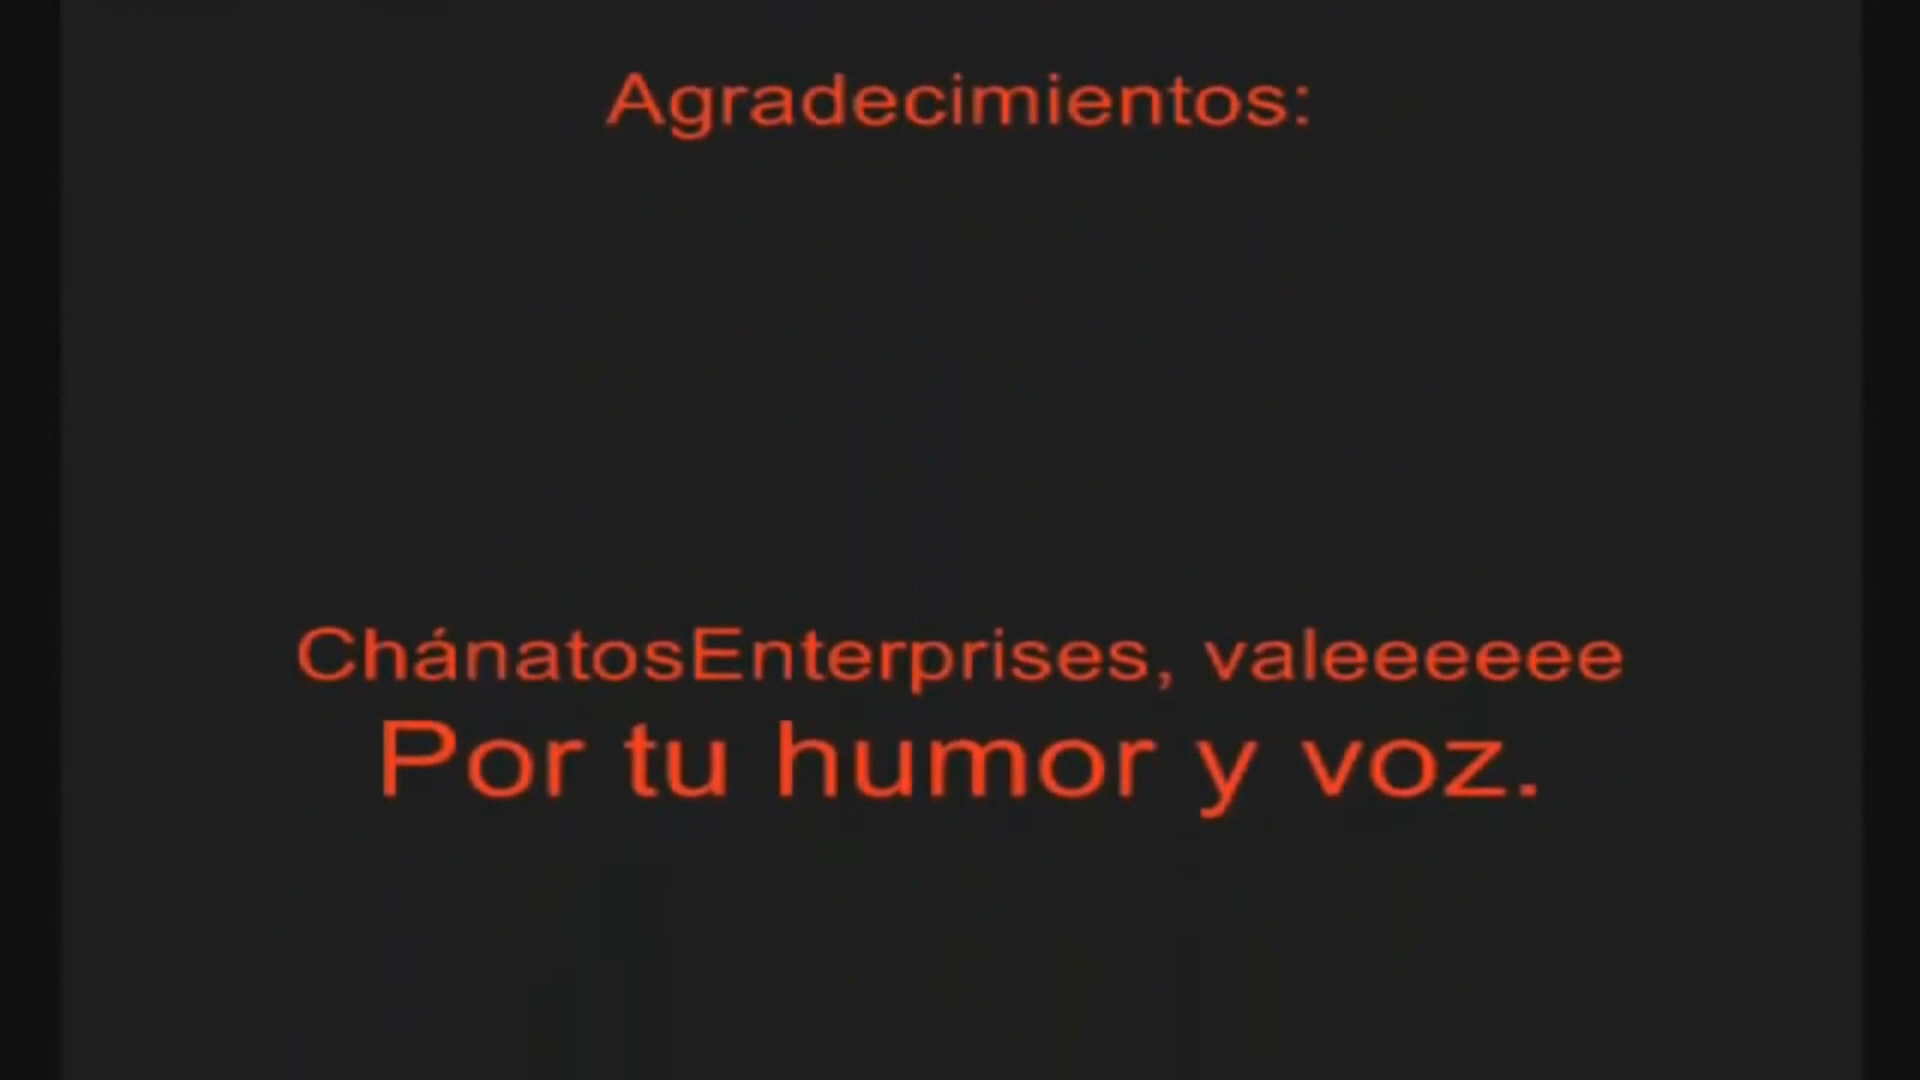 Agradecimientos:
ChánatosEnterprises, valeeeeee
Por tu humor y voz.